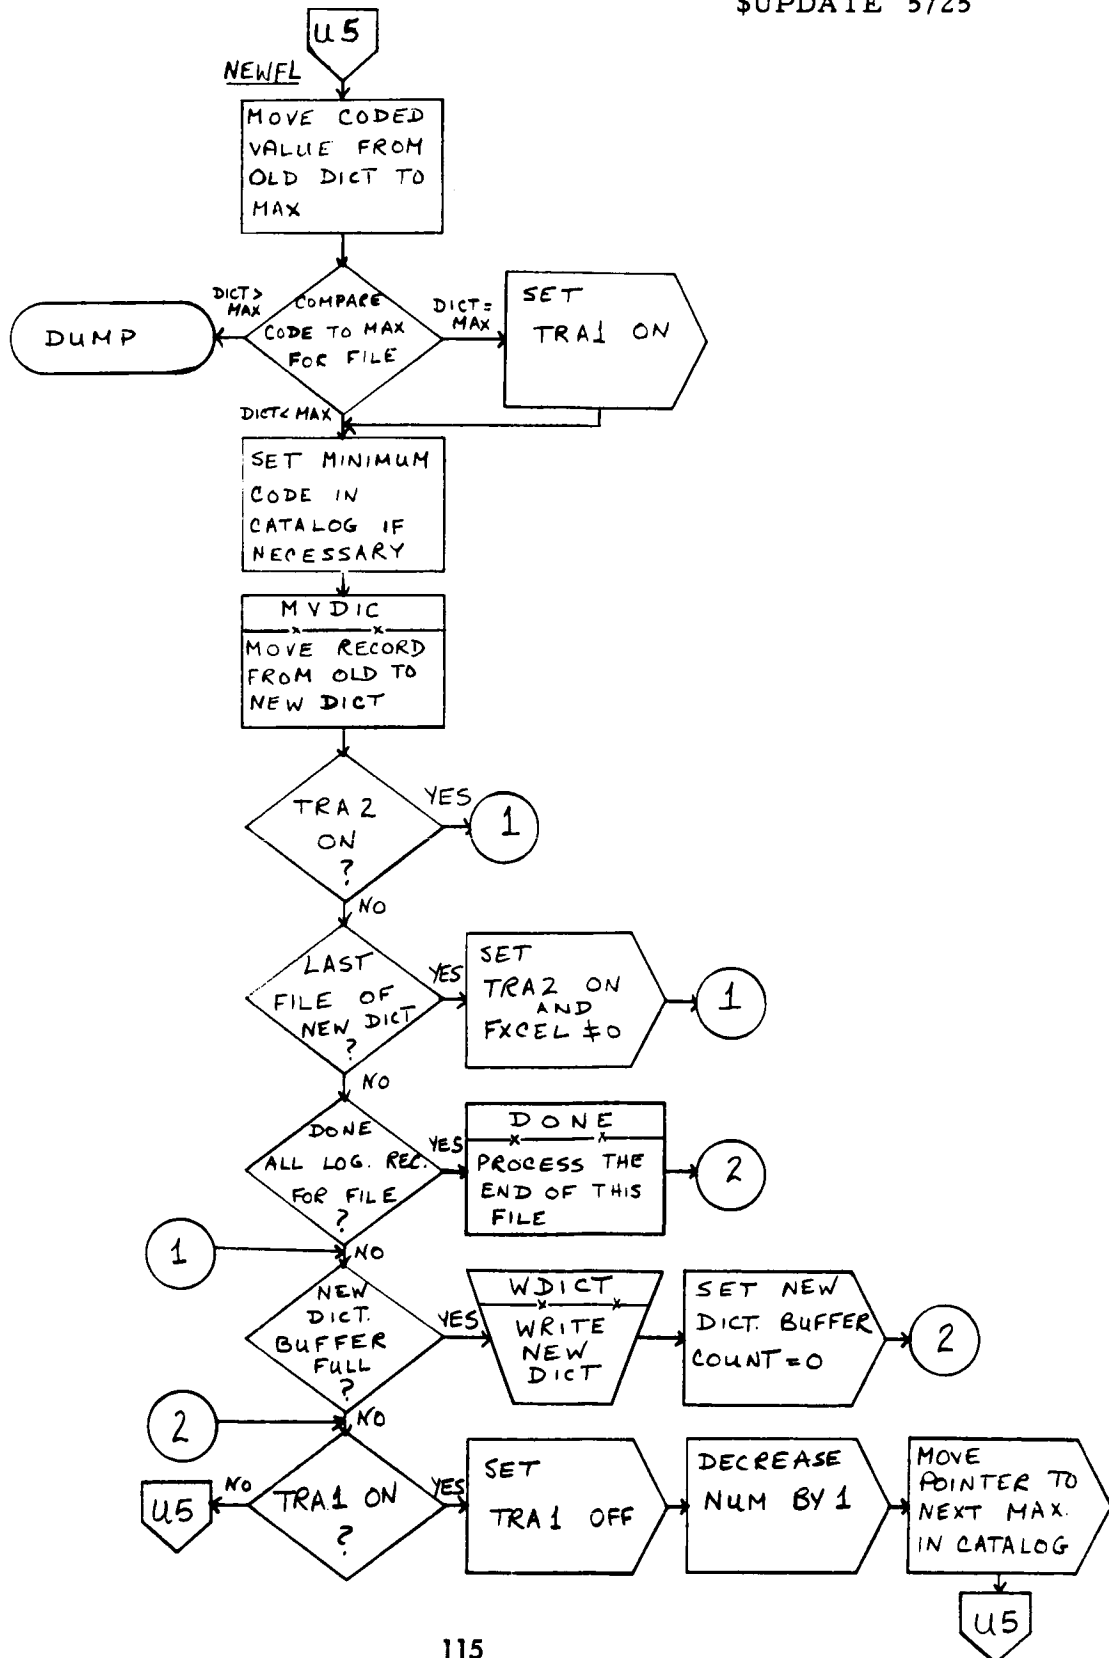 $UPDATE 5/25
U5
NEWFL
MOVE CODED
VALUE FROM
OLD DICT TO
MAX
DICT>
MAX
COMPARE
CODE TO MAX
FOR FILE
DICT=
MAX
SET
TRA1 ON
DUMP
DICT< MAX
SET MINIMUM
CODE IN
CATALOG IF
NECESSARY
MVDIC
MOVE RECORD
FROM OLD TO
NEW DICT
TRA2
ON
?
YES
1
NO
LAST
FILE OF
NEW DICT
?
YES
SET
TRA2 ON
AND
FXCEL ≠0
1
NO
DONE
ALL LOG. REC.
FOR FILE
?
YES
DONE
PROCESS THE
END OF THIS
FILE
2
1
NO
NEW
DICT.
BUFFER
FULL
?
YES
WDICT
WRITE
NEW
DICT
SET NEW
DICT. BUFFER
COUNT=0
2
2
NO
U5
NO
TRA1 ON
?
YES
SET
TRA1 OFF
DECREASE
NUM BY 1
MOVE
POINTER TO
NEXT MAX.
IN CATALOG
U5
115